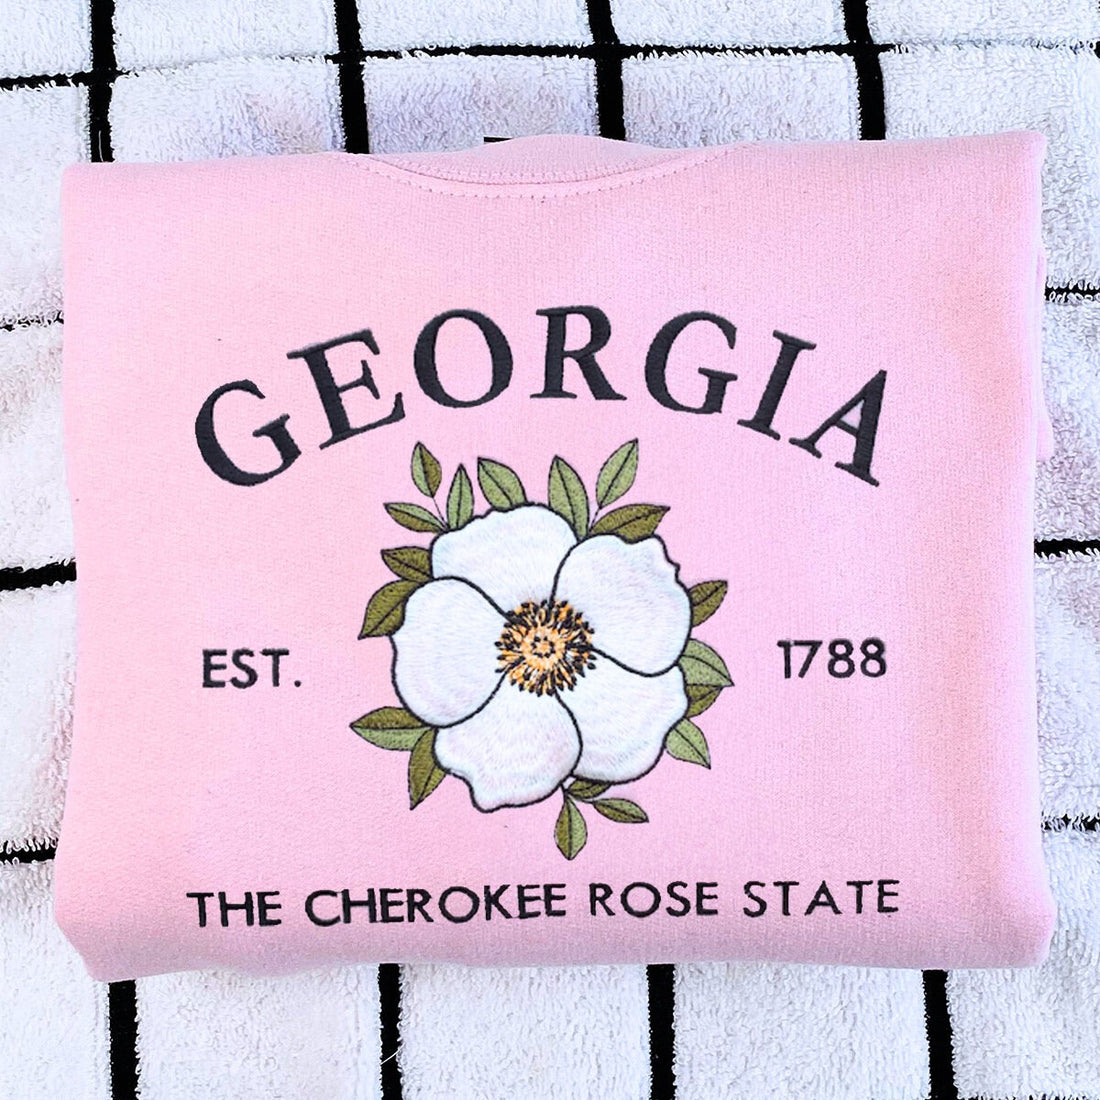 GEORGIA
EST. 1788
THE CHEROKEE ROSE STATE